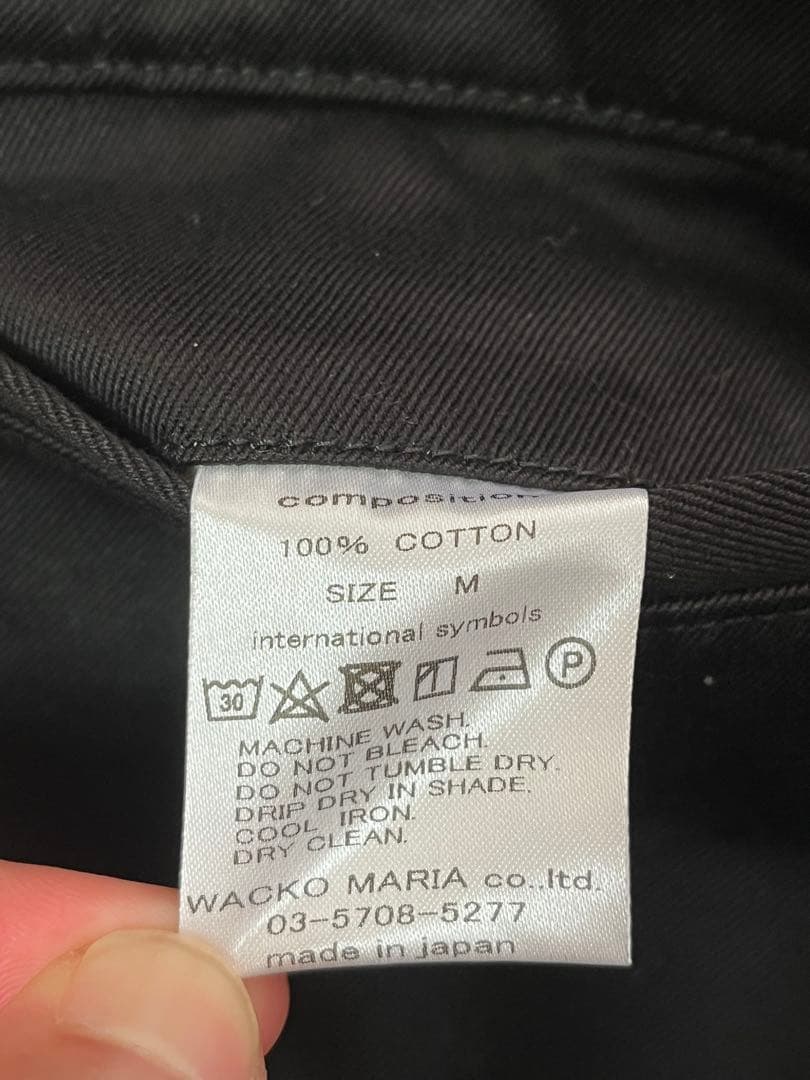 composition
100% COTTON
SIZE M
international symbols
30 P
MACHINE WASH.
DO NOT BLEACH.
DO NOT TUMBLE DRY.
DRIP DRY IN SHADE.
COOL IRON.
DRY CLEAN.
WACKO MARIA co.,ltd.
03-5708-5277
made in japan